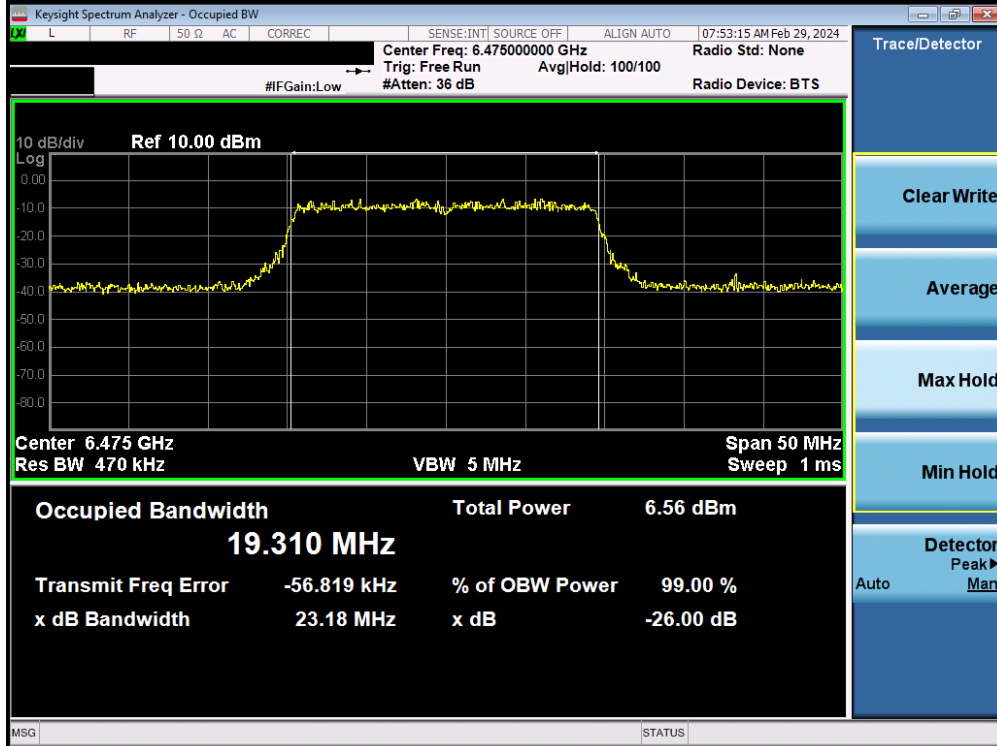 Keysight Spectrum Analyzer - Occupied BW
LXI L RF 50 Ω AC CORREC SENSE:INT SOURCE OFF ALIGN AUTO 07:53:15 AM Feb 29, 2024
Center Freq: 6.475000000 GHz Radio Std: None
Trig: Free Run Avg|Hold: 100/100
#IFGain:Low #Atten: 36 dB Radio Device: BTS
Trace/Detector
10 dB/div Ref 10.00 dBm
Log
0.00
-10.0
-20.0
-30.0
-40.0
-50.0
-60.0
-70.0
-80.0
Center 6.475 GHz Span 50 MHz
Res BW 470 kHz VBW 5 MHz Sweep 1 ms
Occupied Bandwidth Total Power 6.56 dBm
19.310 MHz
Transmit Freq Error -56.819 kHz % of OBW Power 99.00 %
x dB Bandwidth 23.18 MHz x dB -26.00 dB
Clear Write
Average
Max Hold
Min Hold
Detector
Peak▶
Auto Man
MSG STATUS